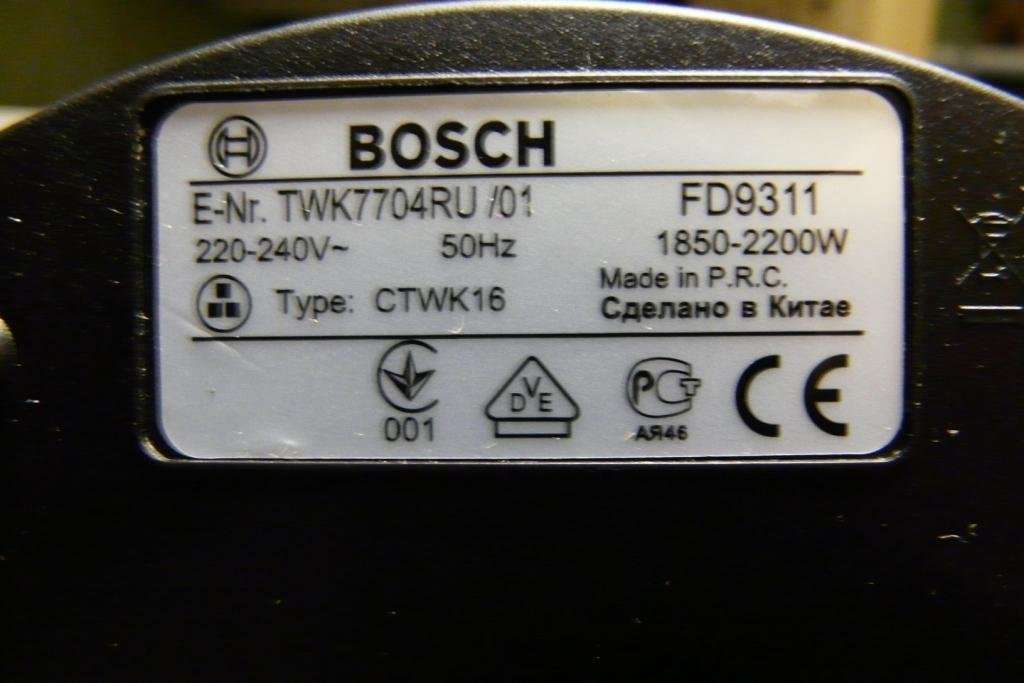 BOSCH
E-Nr. TWK7704RU /01 FD9311
220-240V~ 50Hz 1850-2200W
Type: CTWK16 Made in P.R.C.
Сделано в Китае
001 DVE РСТ CE
АЯ46